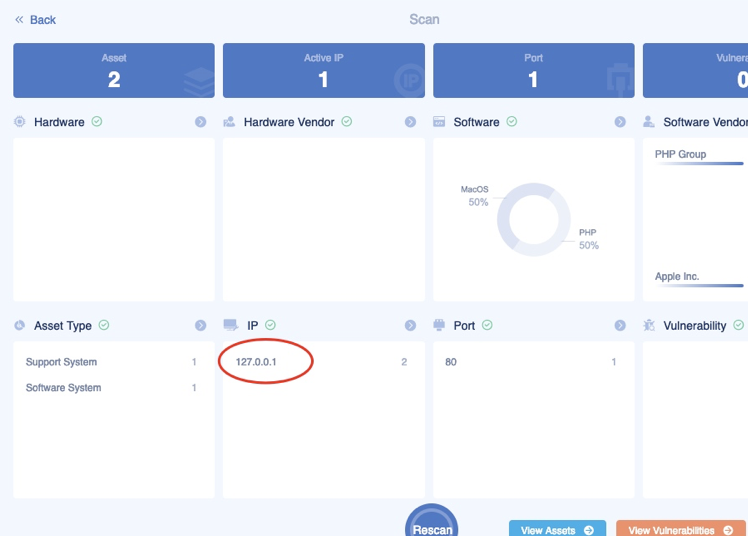 Back
Scan
Asset
2
Active IP
1
IP
Port
1
0
Hardware
Hardware Vendor
Software
Software Vendor
MacOS
50%
PHP
50%
PHP Group
Apple Inc.
Asset Type
IP
Port
Vulnerability
Support System 1
Software System 1
127.0.0.1 2
80 1
Rescan
View Assets
View Vulnerabilities